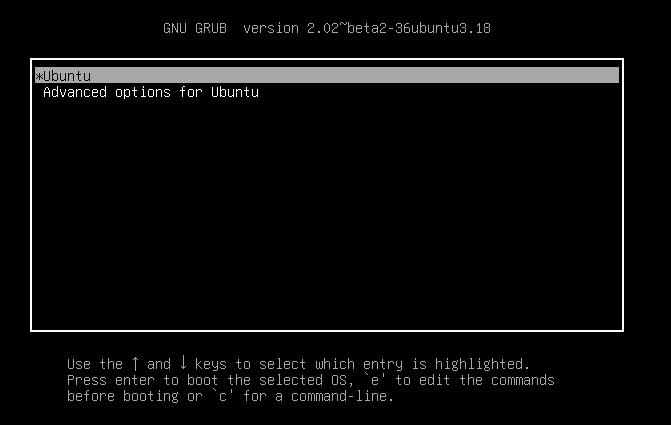 GNU GRUB  version 2.02~beta2-36ubuntu3.18
*Ubuntu
Advanced options for Ubuntu
Use the ↑ and ↓ keys to select which entry is highlighted.
Press enter to boot the selected OS, `e' to edit the commands
before booting or `c' for a command-line.